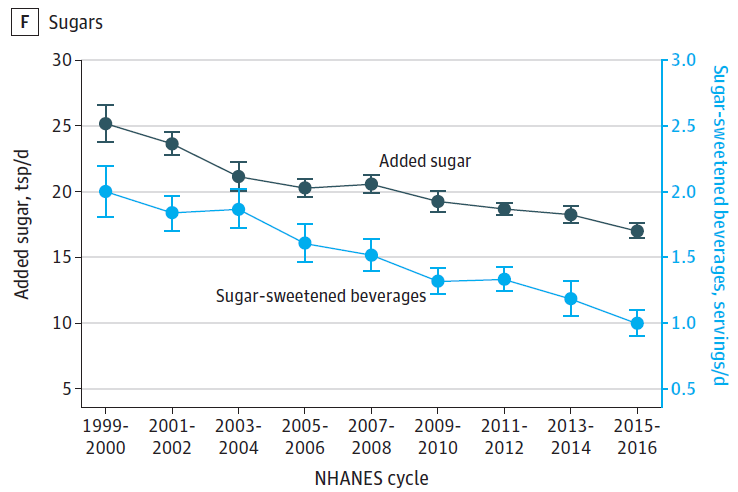 F Sugars
30
25
20
15
10
5
Added sugar, tsp/d
3.0
2.5
2.0
1.5
1.0
0.5
Sugar-sweetened beverages, servings/d
Added sugar
Sugar-sweetened beverages
1999- 2001- 2003- 2005- 2007- 2009- 2011- 2013- 2015-
2000 2002 2004 2006 2008 2010 2012 2014 2016
NHANES cycle